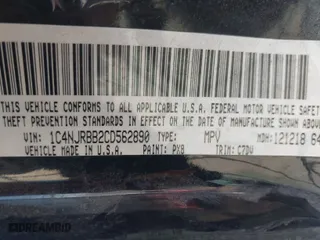 THIS VEHICLE CONFORMS TO ALL APPLICABLE U.S.A. FEDERAL MOTOR VEHICLE SAFETY
THEFT PREVENTION STANDARDS IN EFFECT ON THE DATE OF MANUFACTURE SHOWN
VIN: 1C4NJRBB2CD562890 TYPE: MPV MDH: 121218 64
VEHICLE MADE IN U.S.A. PAINT: PX8 TRIM: C7DV
DREAMBID